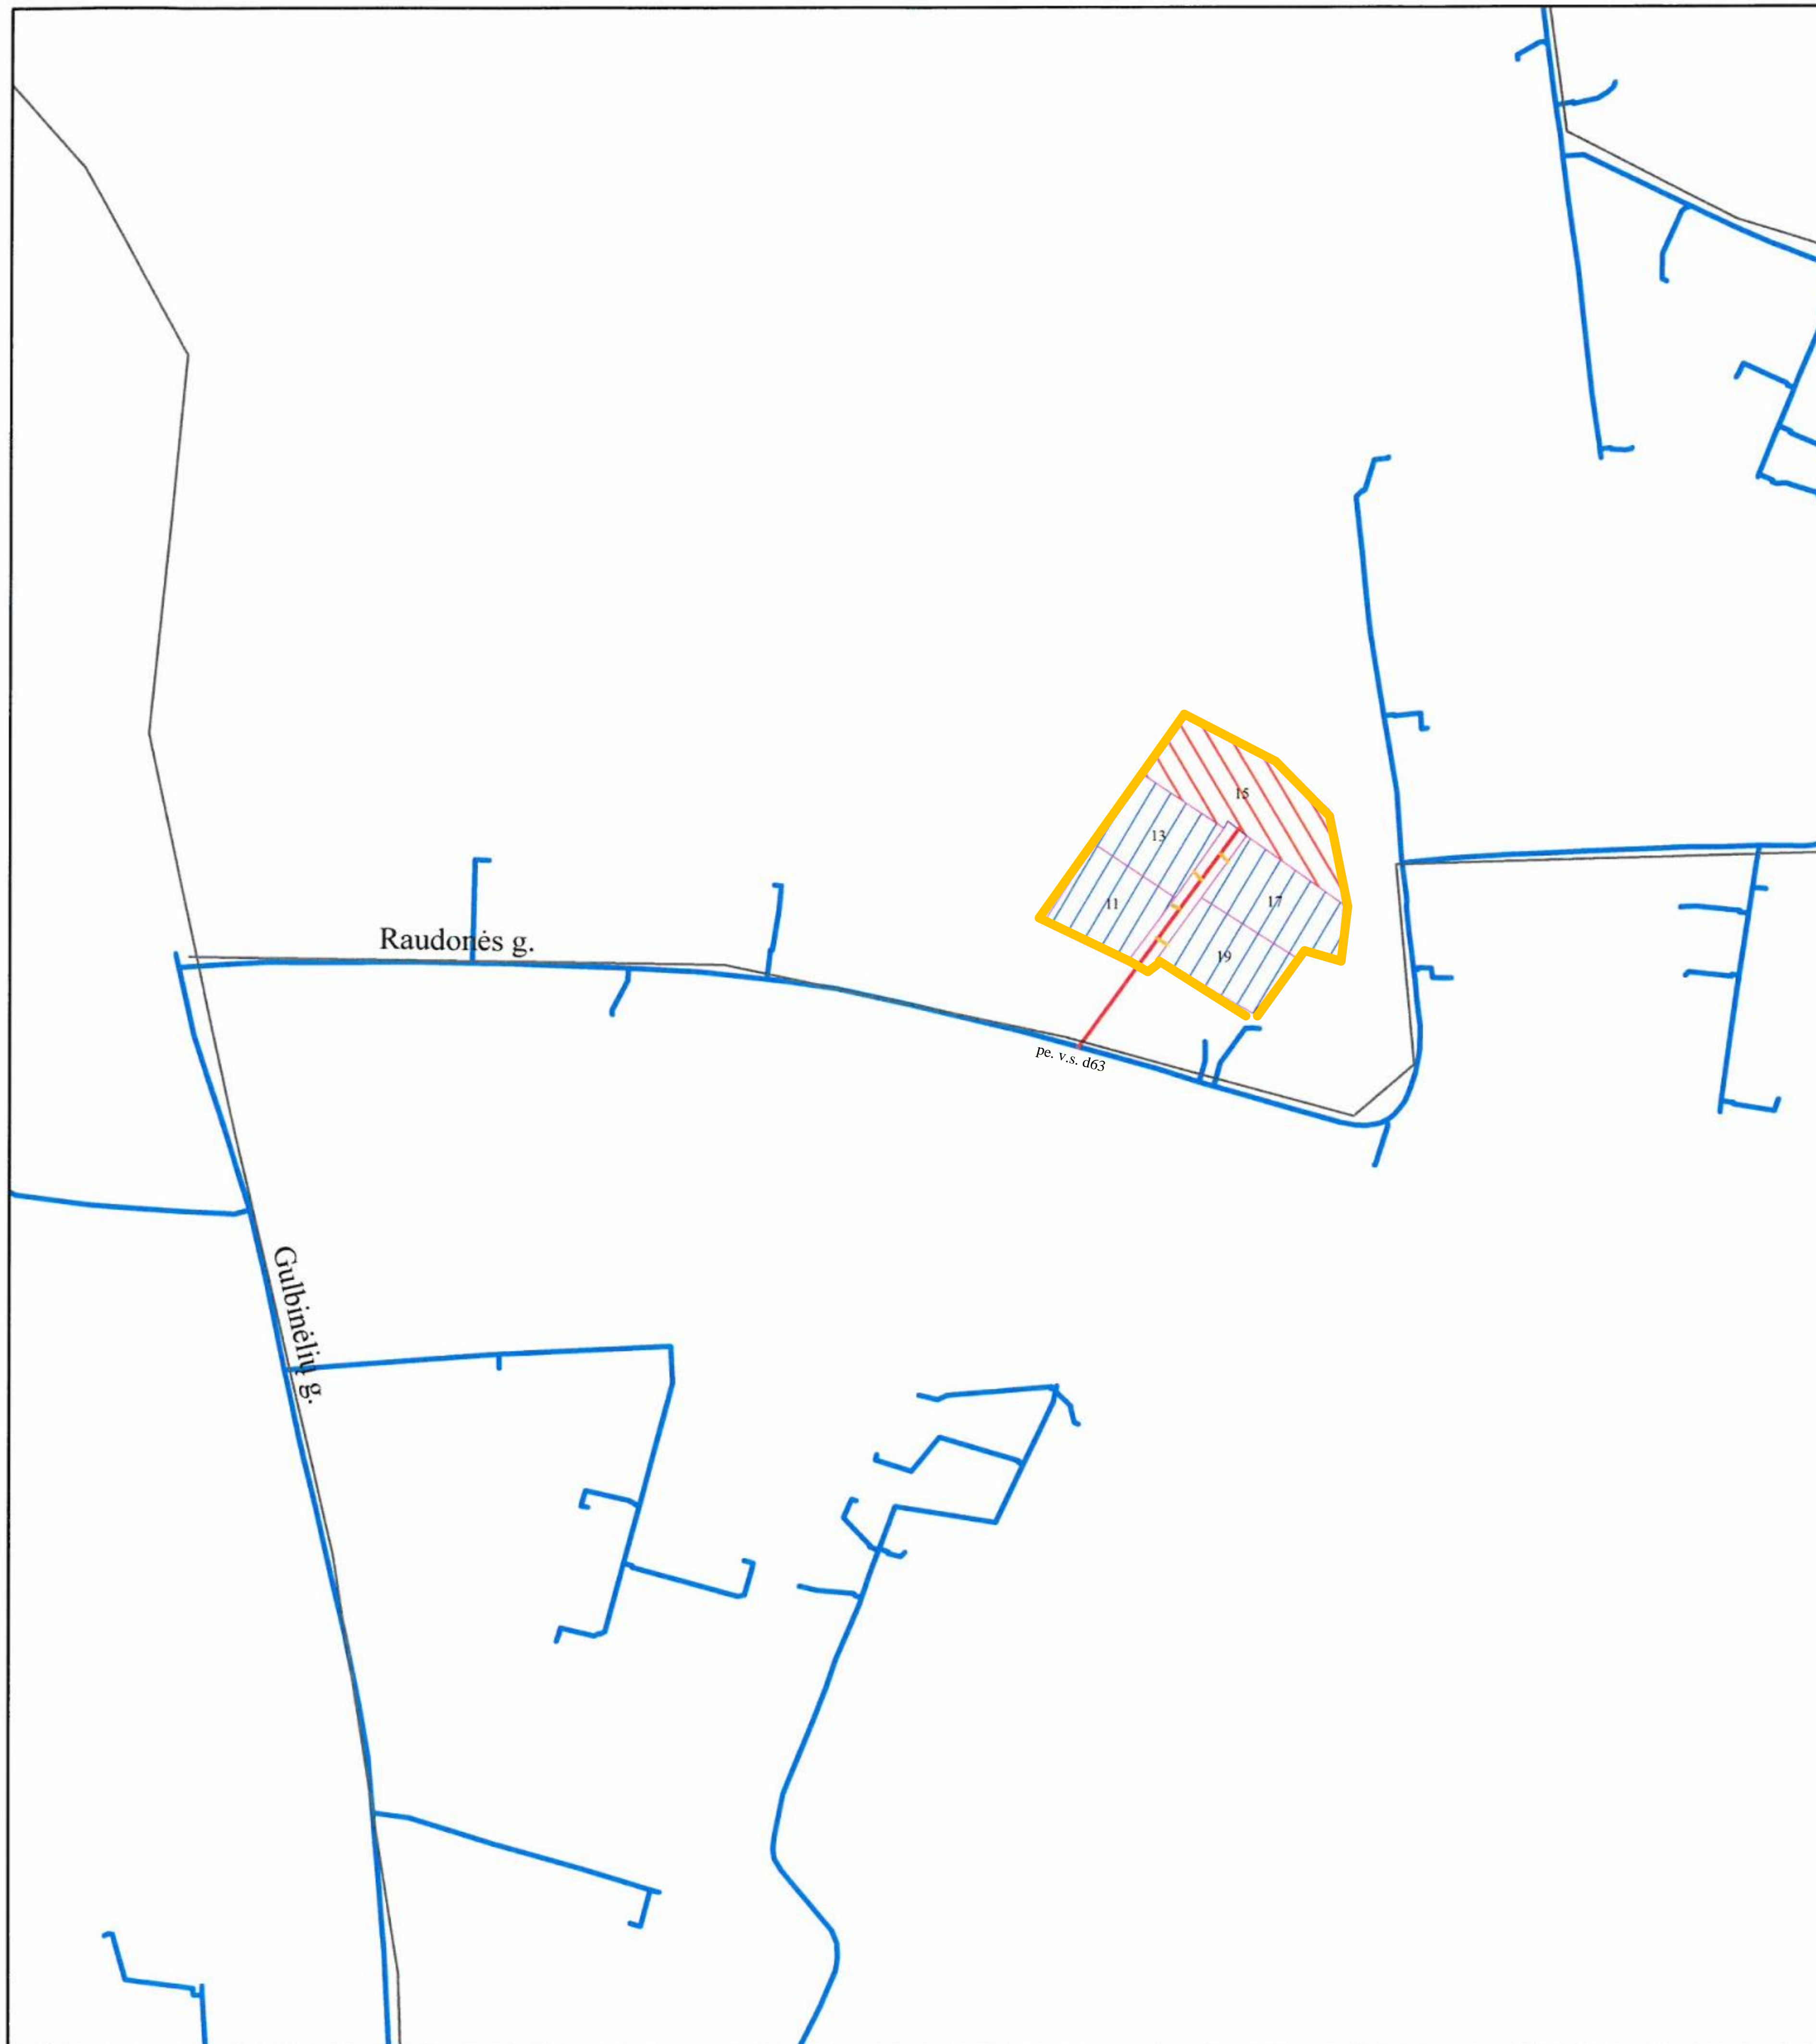 15
13
17
11
Raudonės g.
19
pe. v.s. d63
Gulbinėlių g.